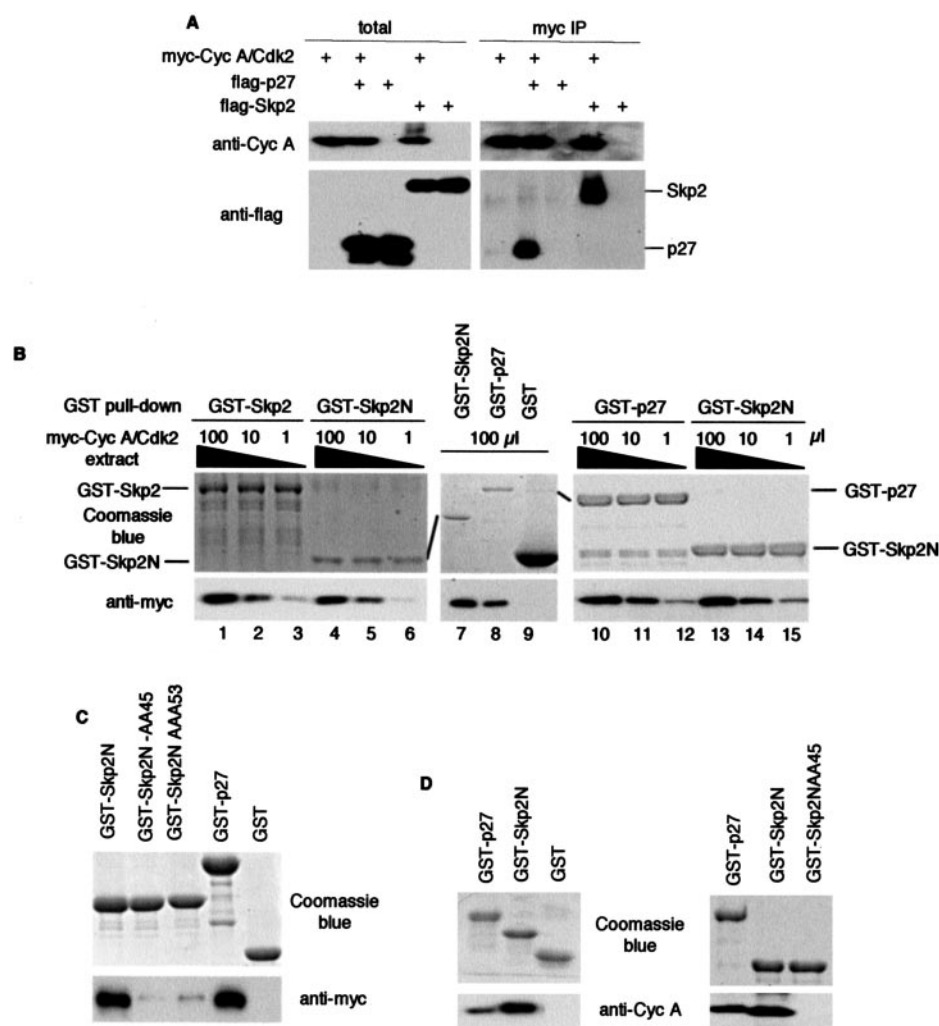 A
total myc IP
myc-Cyc A/Cdk2 + + + + + +
flag-p27 + + + +
flag-Skp2 + + + +
anti-Cyc A
anti-flag
Skp2
p27
B
GST-Skp2N
GST-p27
GST
GST pull-down GST-Skp2 GST-Skp2N GST-p27 GST-Skp2N
myc-Cyc A/Cdk2 100 10 1 100 10 1 100 µl 100 10 1 100 10 1 µl
extract
GST-Skp2
Coomassie
blue
GST-Skp2N
GST-p27
GST-Skp2N
anti-myc
1 2 3 4 5 6 7 8 9 10 11 12 13 14 15
C
GST-Skp2N
GST-Skp2N -AA45
GST-Skp2N AAA53
GST-p27
GST
Coomassie
blue
anti-myc
D
GST-p27
GST-Skp2N
GST
GST-p27
GST-Skp2N
GST-Skp2NAA45
Coomassie
blue
anti-Cyc A